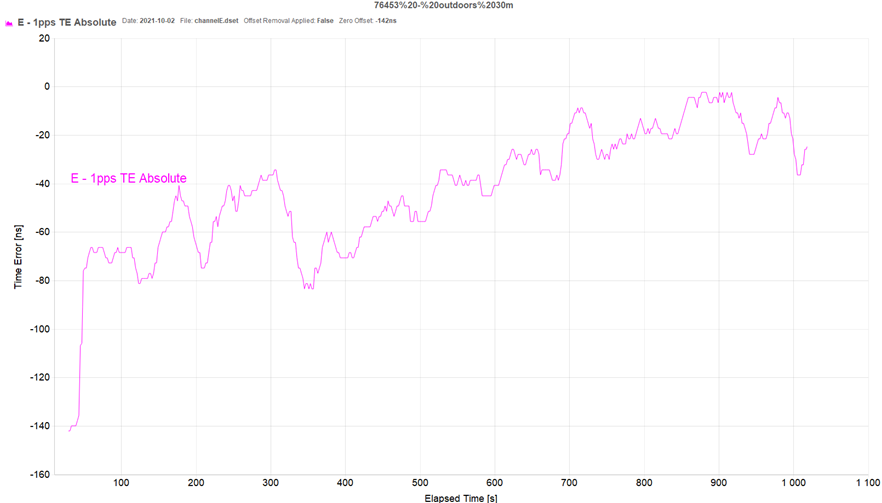 76453%20-%20outdoors%2030m
E - 1pps TE Absolute Date: 2021-10-02 File: channelE.dset Offset Removal Applied: False Zero Offset: -142ns
20
0
-20
E - 1pps TE Absolute
-40
-60
Time Error [ns]
-80
-100
-120
-140
-160
100 200 300 400 500 600 700 800 900 1 000 1 100
Elapsed Time [s]